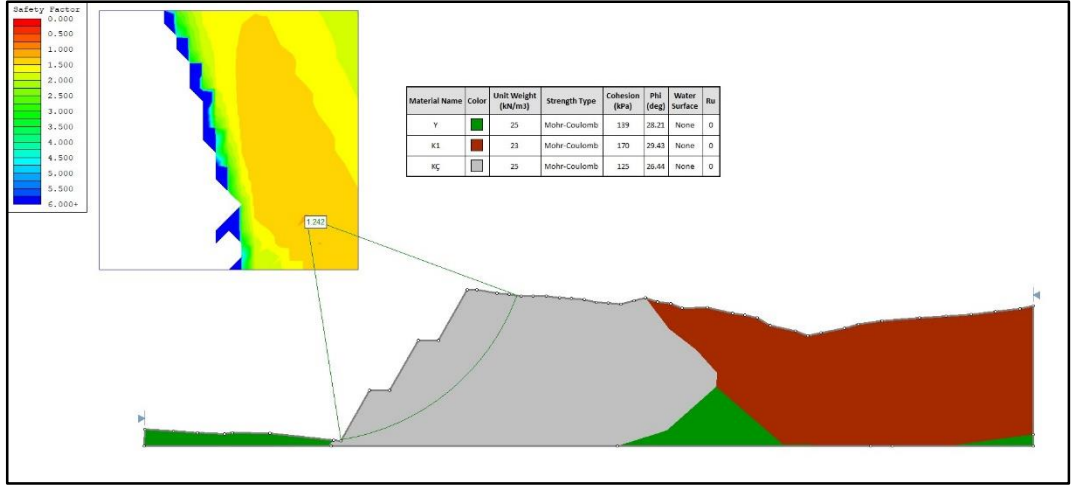 Safety Factor
0.000
0.500
1.000
1.500
2.000
2.500
3.000
3.500
4.000
4.500
5.000
5.500
6.000+
Material Name Color Unit Weight (kN/m3) Strength Type Cohesion (kPa) Phi (deg) Water Surface Ru
Y 25 Mohr-Coulomb 139 28.21 None 0
K1 23 Mohr-Coulomb 170 29.43 None 0
KÇ 25 Mohr-Coulomb 125 26.44 None 0
1.242